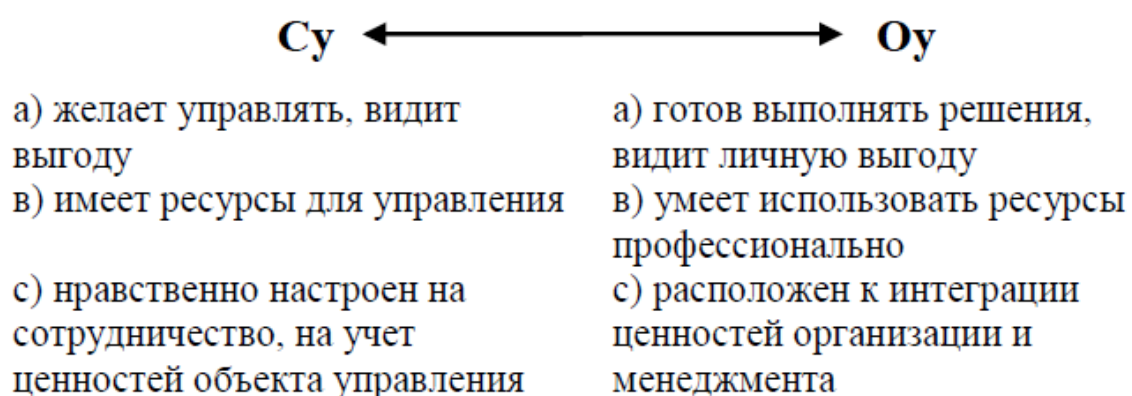 Су Оу
а) желает управлять, видит
выгоду
в) имеет ресурсы для управления
с) нравственно настроен на
сотрудничество, на учет
ценностей объекта управления
а) готов выполнять решения,
видит личную выгоду
в) умеет использовать ресурсы
профессионально
с) расположен к интеграции
ценностей организации и
менеджмента